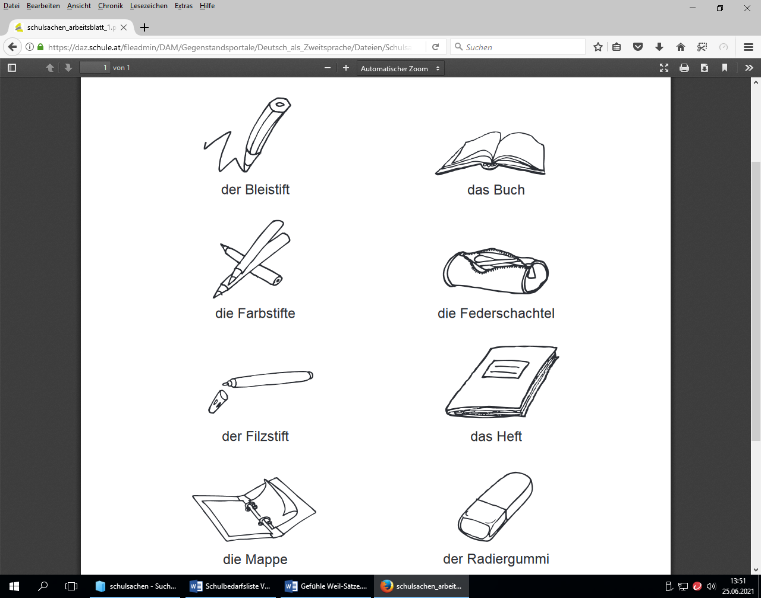 Datei Bearbeiten Ansicht Chronik Lesezeichen Extras Hilfe
schulsachen_arbeitsblatt_1.p
https://daz.schule.at/fileadmin/DAM/Gegenstandsportale/Deutsch_als_Zweitsprache/Dateien/Schuls
Suchen
1 von 1
Automatischer Zoom
der Bleistift
das Buch
die Farbstifte
die Federschachtel
der Filzstift
das Heft
die Mappe
der Radiergummi
schulsachen - Such...
Schulbedarfsliste V...
Gefühle Weil-Sätze....
schulsachen_arbeit...
13:51
25.06.2021